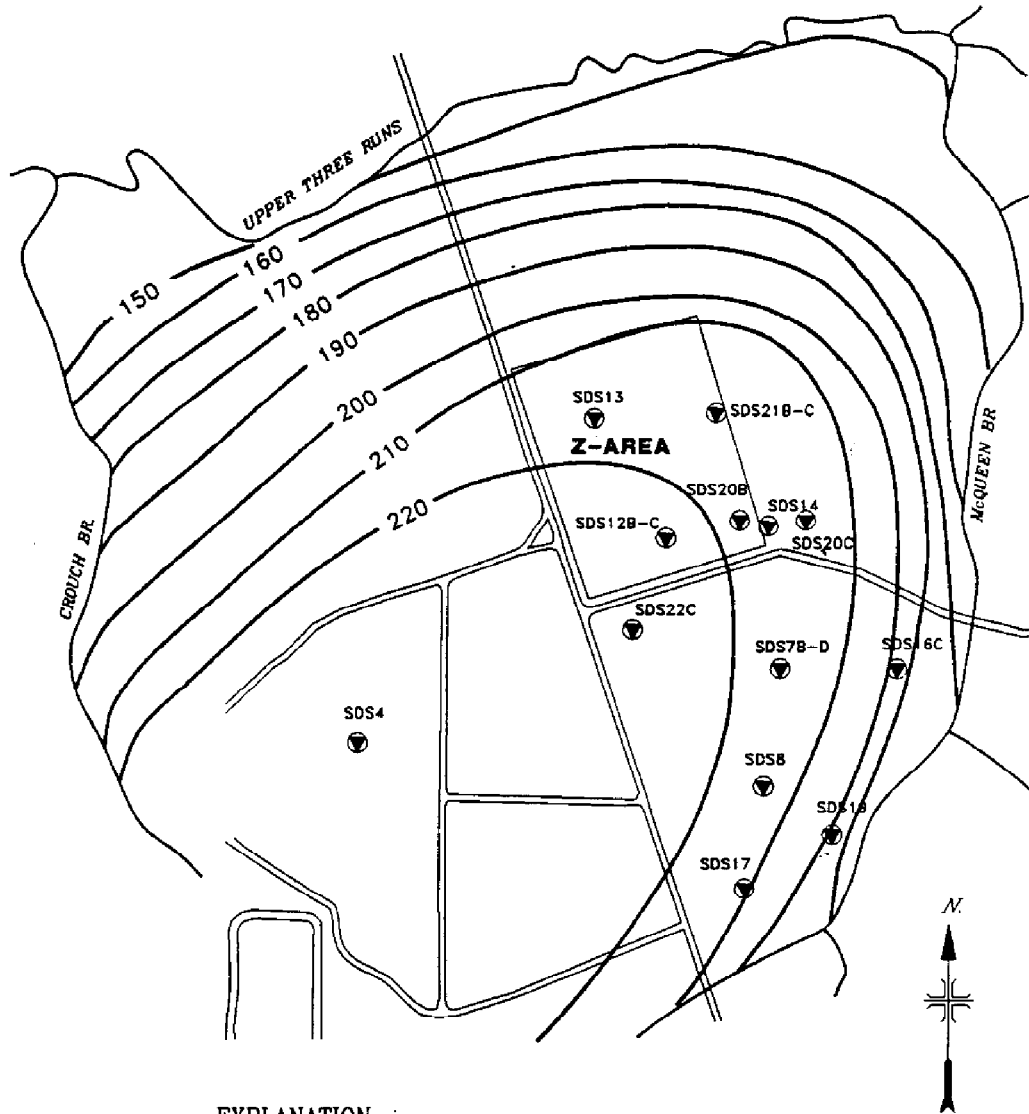 UPPER THREE RUNS
150
160
170
180
190
200
210
220
CROUCH BR.
McQUEEN BR
SDS13
SDS21B-C
Z-AREA
SDS20B
SDS14
SDS12B-C
SDS20C
SDS22C
SDS7B-D
SDS16C
SDS4
SDS8
SDS17
N.
EXPLANATION